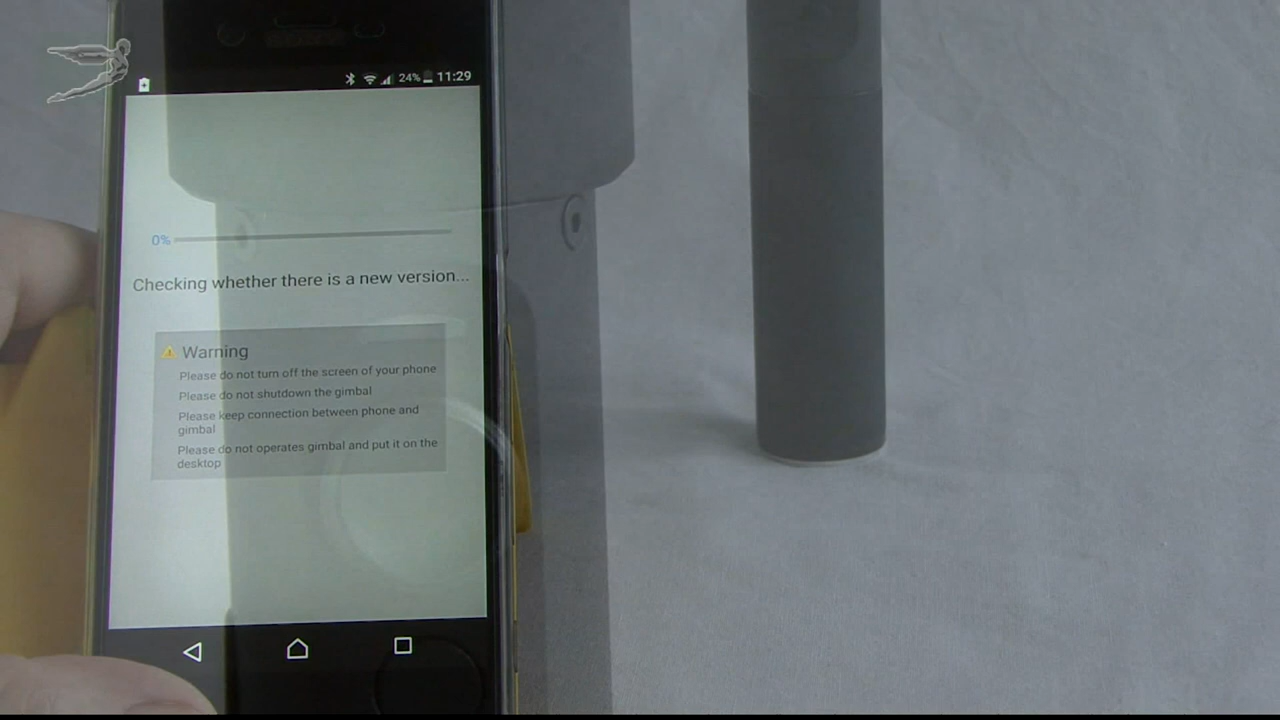 24% 11:29
0%
Checking whether there is a new version...
Warning
Please do not turn off the screen of your phone
Please do not shutdown the gimbal
Please keep connection between phone and
gimbal
Please do not operates gimbal and put it on the
desktop